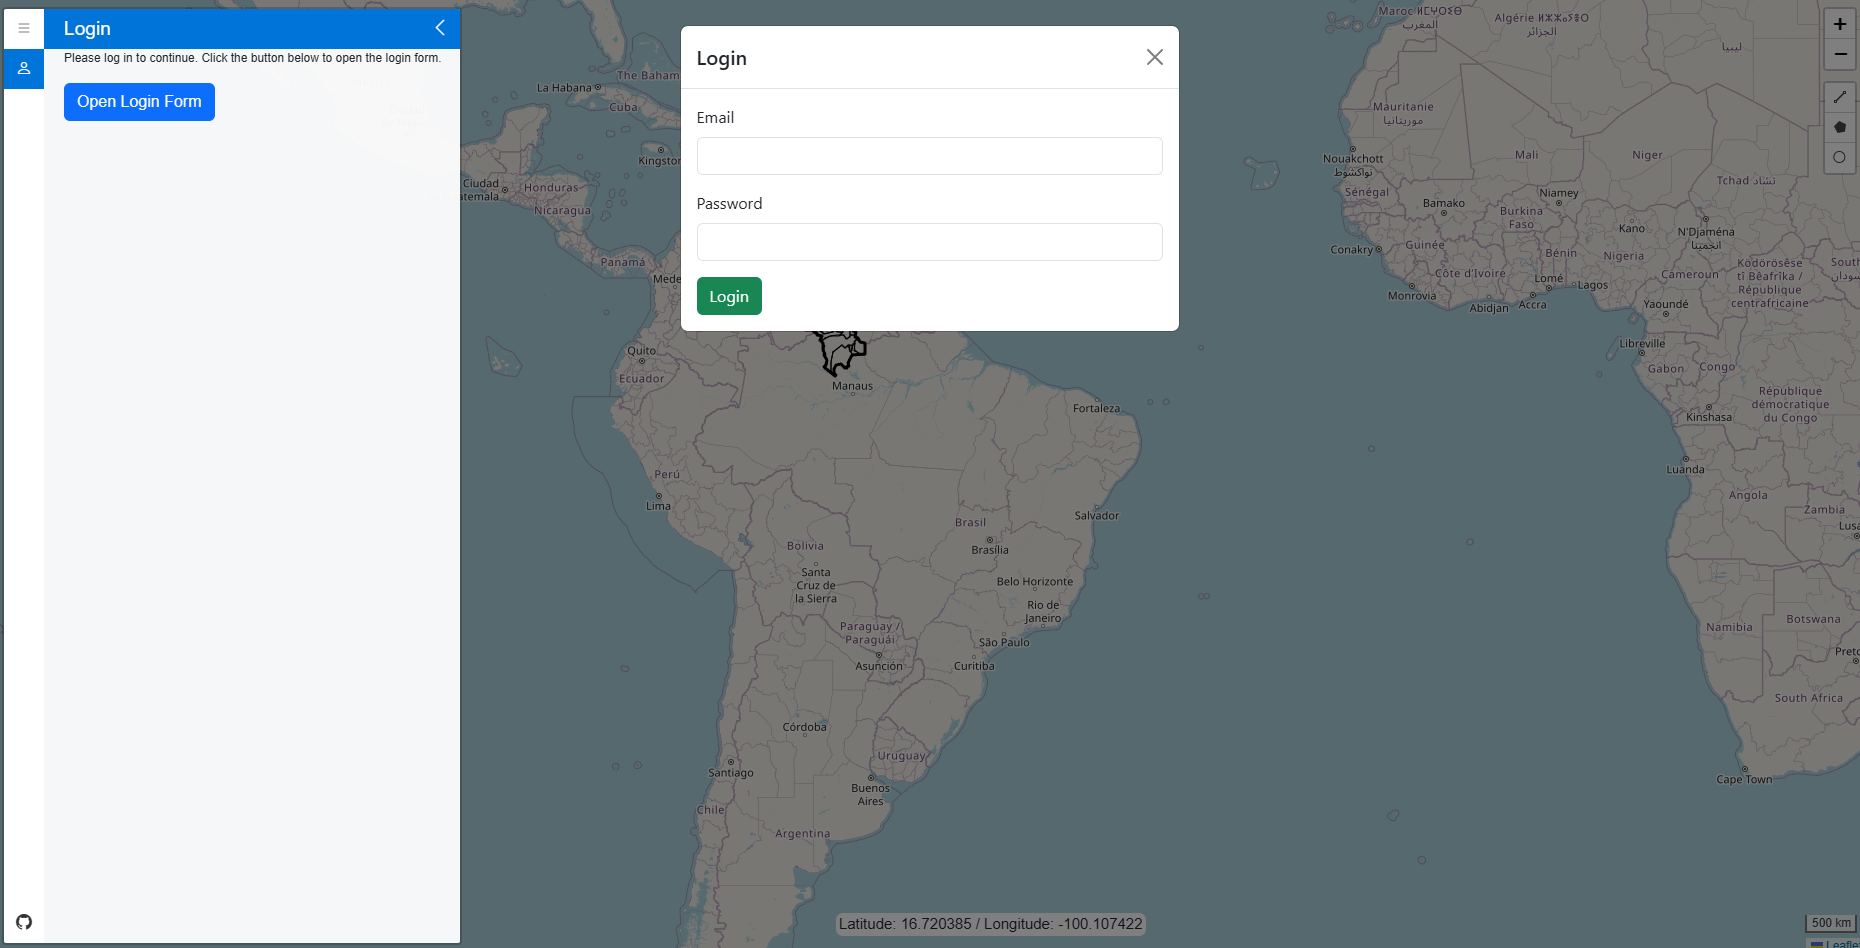 Login
Please log in to continue. Click the button below to open the login form.
Open Login Form
Login
Email
Password
Login
+
−
Maroc ⵍⵎⵖⵔⵉⴱ
المغرب
Algérie ⵍⵣⵣⴰⵢⴻⵔ
الجزائر
ليبيا
La Habana
Cuba
The Baham
Kingston
Ciudad
atemala
Honduras
Nicaragua
Panamá
Mede
Quito
Ecuador
Manaus
Fortaleza
Perú
Lima
Brasil
Brasília
Salvador
Bolivia
Santa
Cruz de
la Sierra
Belo Horizonte
Rio de
Janeiro
São Paulo
Curitiba
Paraguay /
Paraguái
Asunción
Córdoba
Uruguay
Santiago
Buenos
Aires
Chile
Argentina
Mauritanie
موريتانيا
Nouakchott
نواكشوط
Sénégal
Mali
Niger
Tchad تشاد
Niamey
Bamako
Burkina
Faso
Kano
N'Djaména
انجمينا
Conakry
Guinée
Bénin
Nigeria
Côte d'Ivoire
Lomé
Lagos
Monrovia
Abidjan
Accra
Cameroun
Yaoundé
Ködörösêse
tî Bêafrîka /
République
centrafricaine
South
Libreville
Gabon
Congo
République
démocratique
du Congo
Kinshasa
Luanda
Angola
Zambia
Lusa
Namibia
Botswana
Preto
South Africa
Cape Town
Latitude: 16.720385 / Longitude: -100.107422
500 km
Leafle